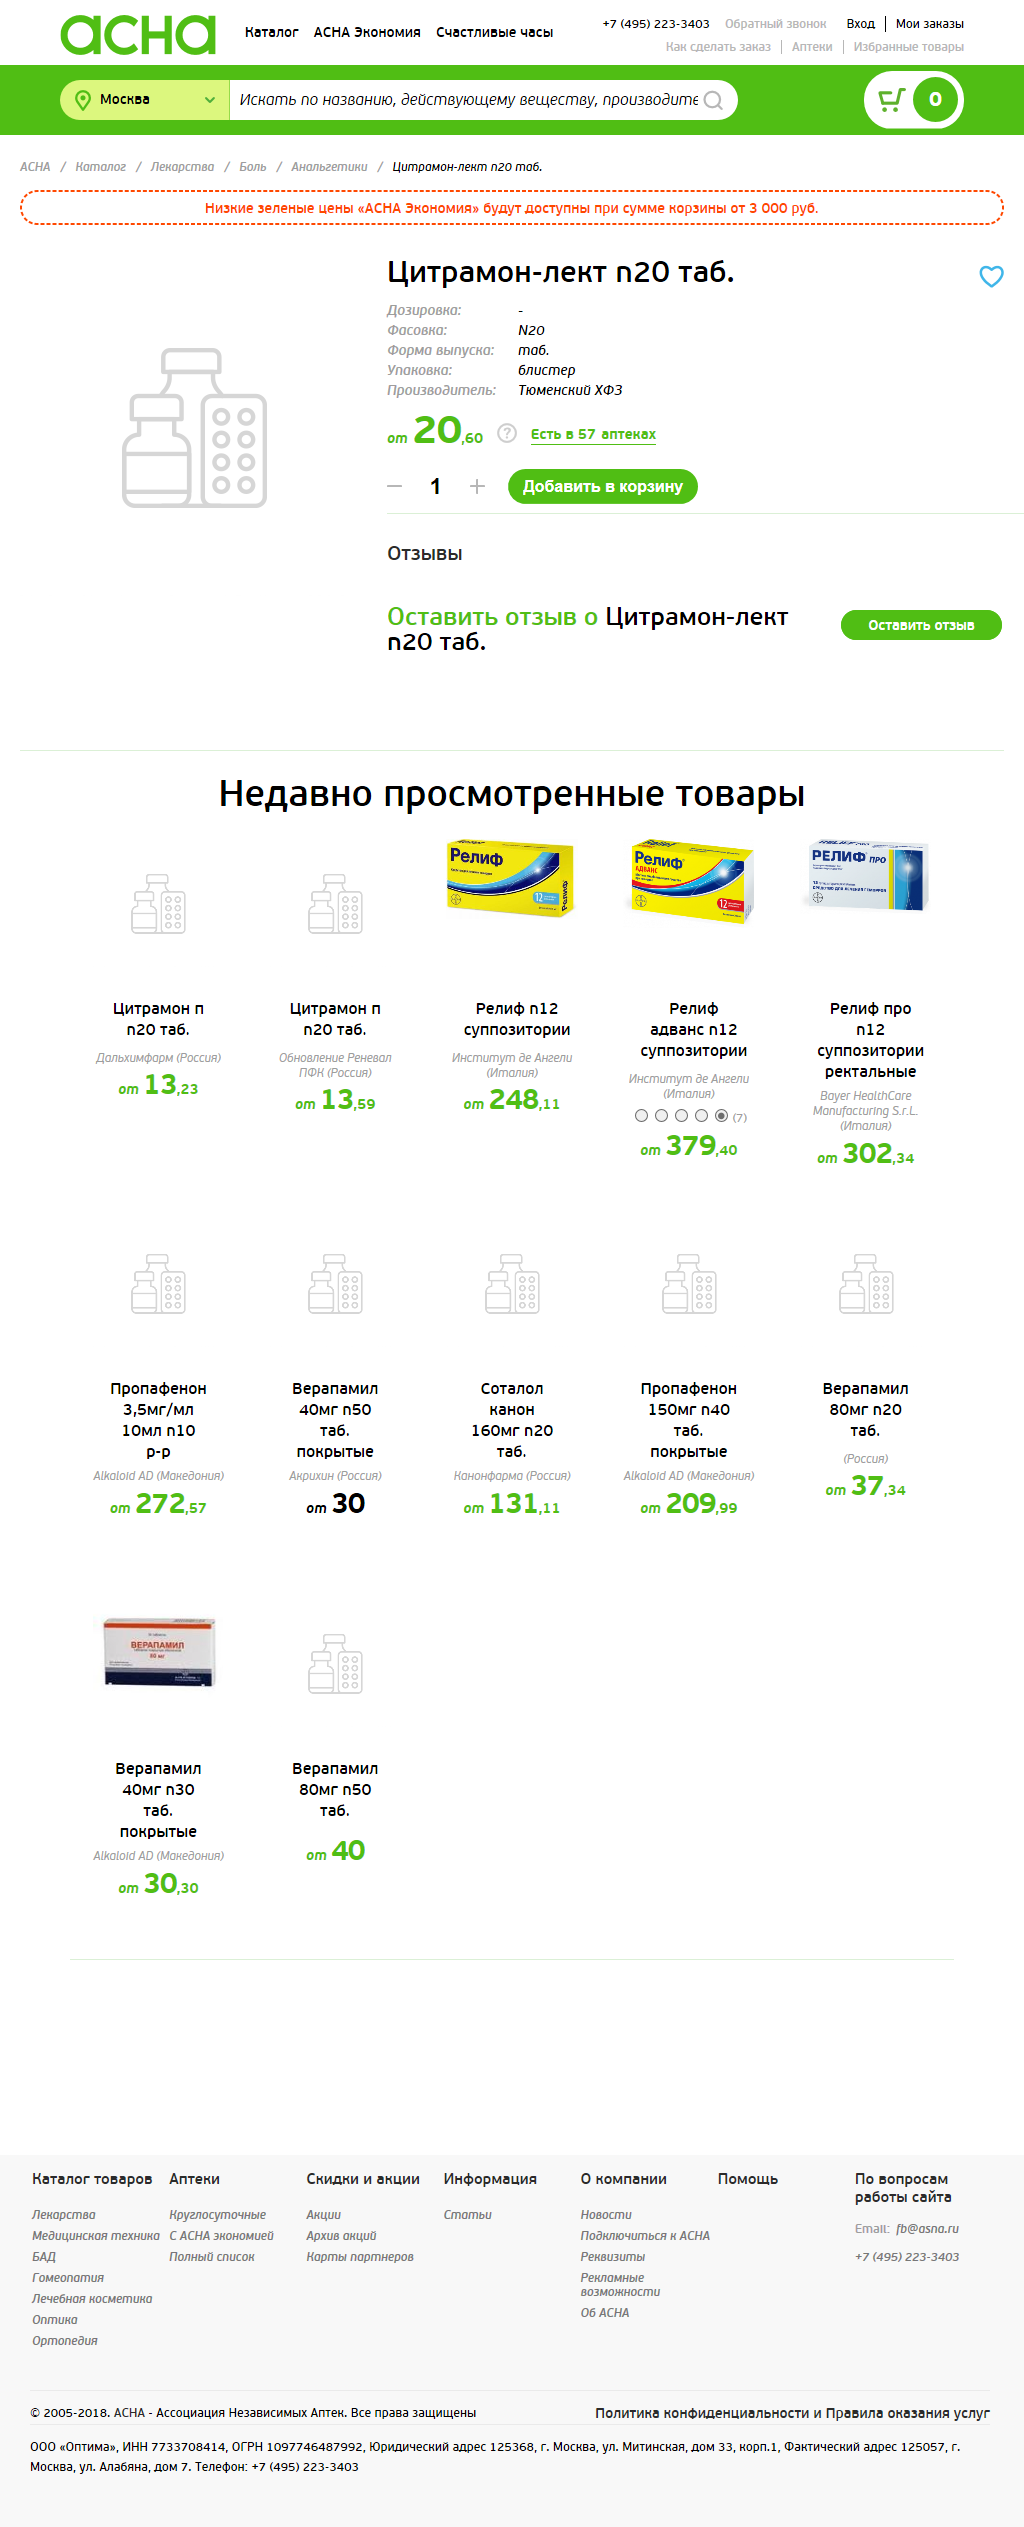 асна
Каталог АСНА Экономия Счастливые часы
+7 (495) 223-3403 Обратный звонок Вход Мои заказы
Как сделать заказ Аптеки Избранные товары
Москва Искать по названию, действующему веществу, производите 0
АСНА / Каталог / Лекарства / Боль / Анальгетики / Цитрамон-лект n20 таб.
Низкие зеленые цены «АСНА Экономия» будут доступны при сумме корзины от 3 000 руб.
Цитрамон-лект n20 таб.
Дозировка: -
Фасовка: N20
Форма выпуска: таб.
Упаковка: блистер
Производитель: Тюменский ХФЗ
от 20,60 ? Есть в 57 аптеках
1 Добавить в корзину
Отзывы
Оставить отзыв о Цитрамон-лект
n20 таб.
Оставить отзыв
Недавно просмотренные товары
Релиф
12
Релиф
Релиф
АДВАНС
12
РЕЛИФ ПРО
Цитрамон п
n20 таб.
Дальхимфарм (Россия)
от 13,23
Цитрамон п
n20 таб.
Обновление Реневал
ПФК (Россия)
от 13,59
Релиф n12
суппозитории
Институт де Ангели
(Италия)
от 248,11
Релиф
адванс n12
суппозитории
Институт де Ангели
(Италия)
(7)
от 379,40
Релиф про
n12
суппозитории
ректальные
Bayer HealthCare
Manufacturing S.r.L.
(Италия)
от 302,34
Пропафенон
3,5мг/мл
10мл n10
р-р
Alkaloid AD (Македония)
от 272,57
Верапамил
40мг n50
таб.
покрытые
Акрихин (Россия)
от 30
Соталол
канон
160мг n20
таб.
Канонфарма (Россия)
от 131,11
Пропафенон
150мг n40
таб.
покрытые
Alkaloid AD (Македония)
от 209,99
Верапамил
80мг n20
таб.
(Россия)
от 37,34
ВЕРАПАМИЛ
Верапамил
40мг n30
таб.
покрытые
Alkaloid AD (Македония)
от 30,30
Верапамил
80мг n50
таб.
от 40
Каталог товаров
Лекарства
Медицинская техника
БАД
Гомеопатия
Лечебная косметика
Оптика
Ортопедия
Аптеки
Круглосуточные
С АСНА экономией
Полный список
Скидки и акции
Акции
Архив акций
Карты партнеров
Информация
Статьи
О компании
Новости
Подключиться к АСНА
Реквизиты
Рекламные
возможности
Об АСНА
Помощь
По вопросам
работы сайта
Email: fb@asna.ru
+7 (495) 223-3403
© 2005-2018. АСНА - Ассоциация Независимых Аптек. Все права защищены
Политика конфиденциальности и Правила оказания услуг
ООО «Оптима», ИНН 7733708414, ОГРН 1097746487992, Юридический адрес 125368, г. Москва, ул. Митинская, дом 33, корп.1, Фактический адрес 125057, г.
Москва, ул. Алабяна, дом 7. Телефон: +7 (495) 223-3403